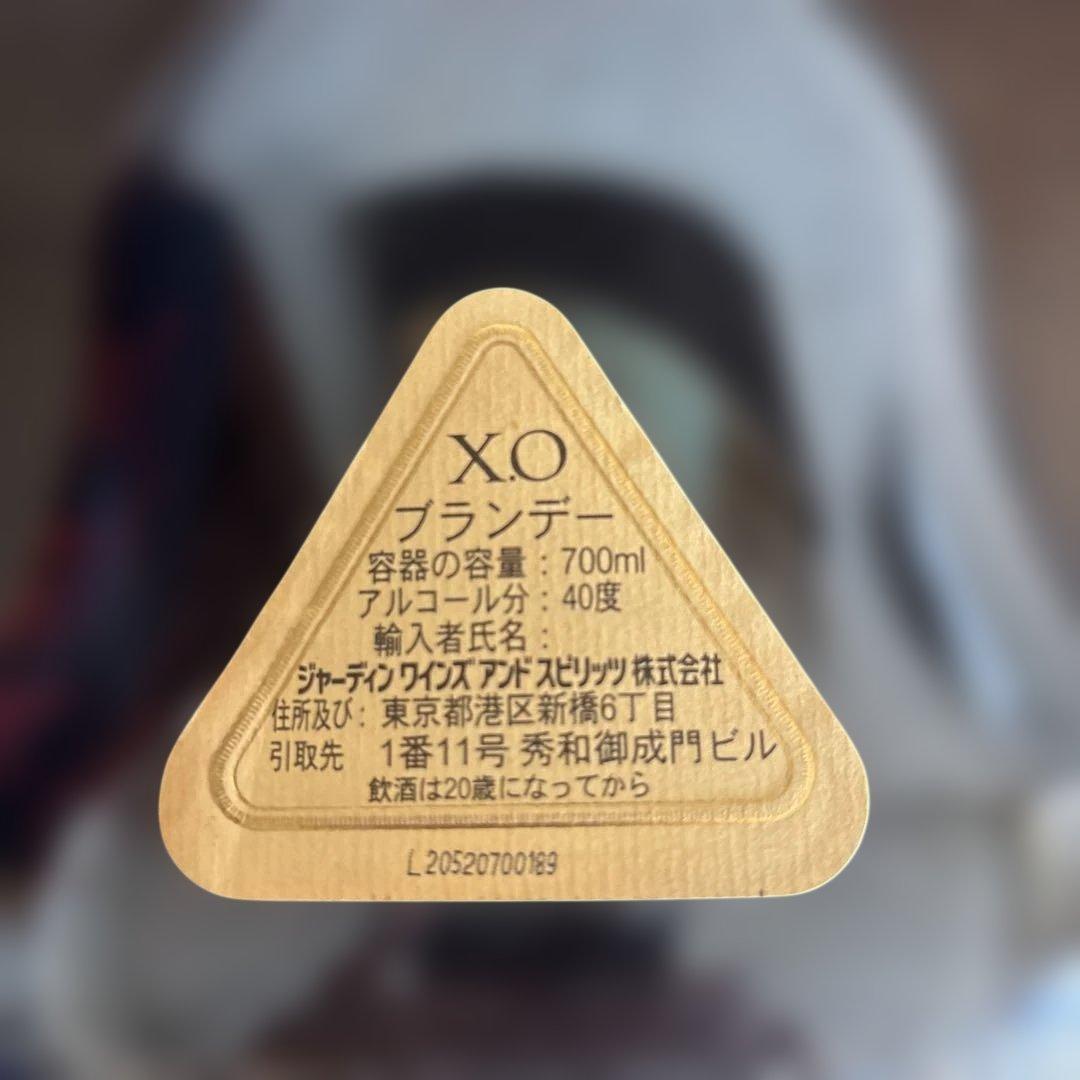 X.O
ブランデー
容器の容量：700ml
アルコール分：40度
輸入者氏名：
ジャーディン ワインズ アンド スピリッツ 株式会社
住所及び：東京都港区新橋6丁目
引取先 1番11号 秀和御成門ビル
飲酒は20歳になってから
L20520700189